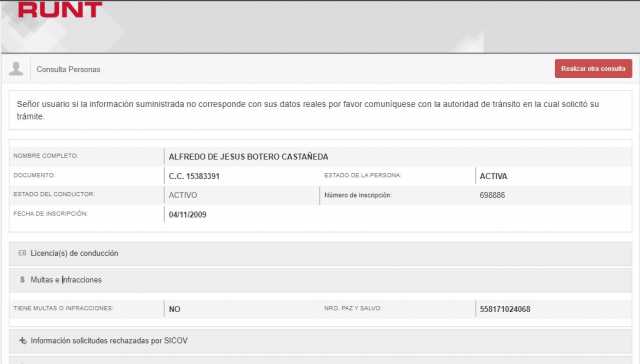 RUNT
Consulta Personas
Realizar otra consulta
Señor usuario si la información suministrada no corresponde con sus datos reales por favor comuníquese con la autoridad de tránsito en la cual solicitó su
trámite.
NOMBRE COMPLETO: ALFREDO DE JESUS BOTERO CASTAÑEDA
DOCUMENTO: C.C. 15383391 ESTADO DE LA PERSONA: ACTIVA
ESTADO DEL CONDUCTOR: ACTIVO Número de inscripción: 698886
FECHA DE INSCRIPCIÓN: 04/11/2009
Licencia(s) de conducción
$ Multas e Infracciones
TIENE MULTAS O INFRACCIONES: NO NRO. PAZ Y SALVO: 558171024068
Información solicitudes rechazadas por SICOV